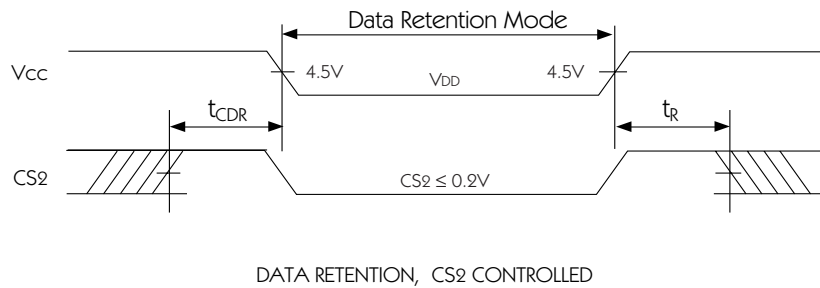 Data Retention Mode
Vcc 4.5V VDD 4.5V
tCDR tR
CS2 CS2 ≤ 0.2V
DATA RETENTION, CS2 CONTROLLED